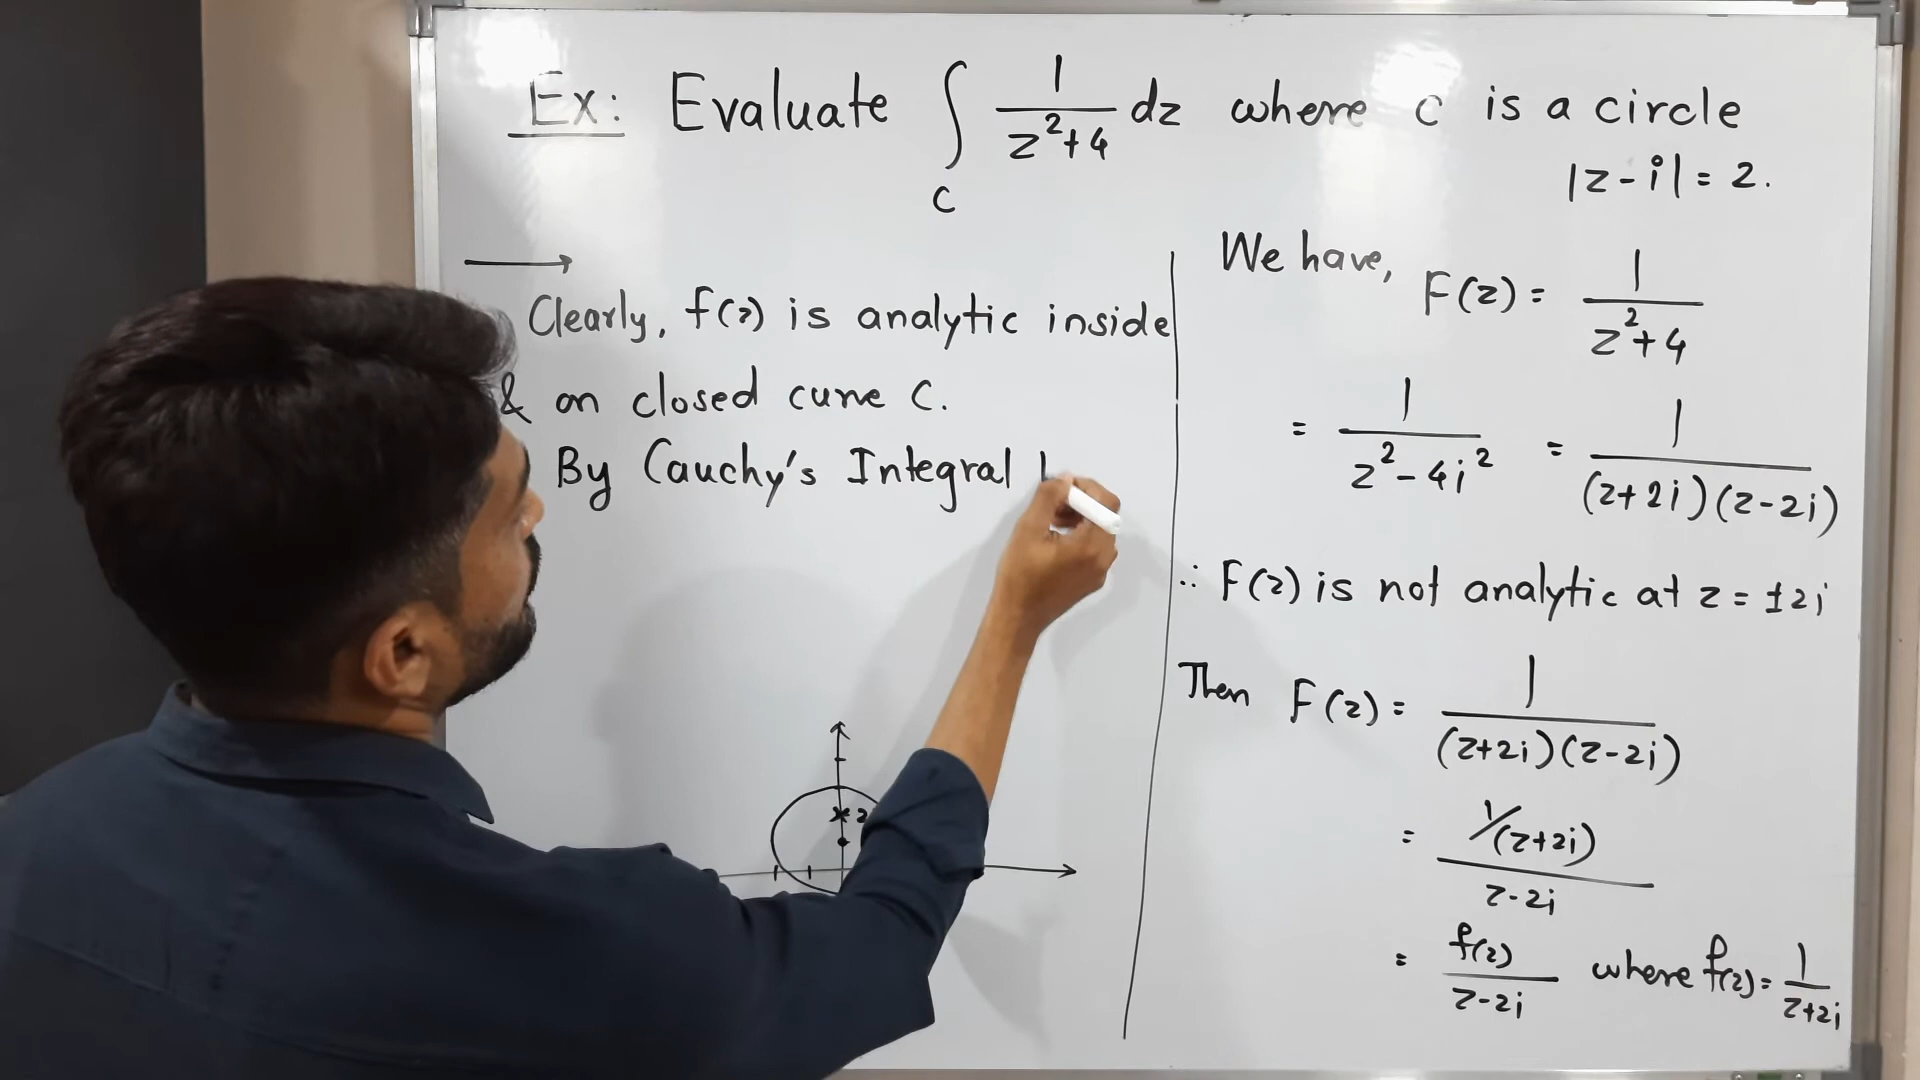 Ex: Evaluate ∫ 1/(z²+4) dz where c is a circle
C
|z-i| = 2.
Clearly, f(z) is analytic inside
& on closed curve C.
By Cauchy's Integral
2
We have, F(z) = 1/(z²+4)
= 1/(z²-4i²) = 1/((z+2i)(z-2i))
∴ F(z) is not analytic at z = ±2i
Then F(z) = 1/((z+2i)(z-2i))
= (1/(z+2i))/(z-2i)
= f(z)/(z-2i) where f(z) = 1/(z+2i)